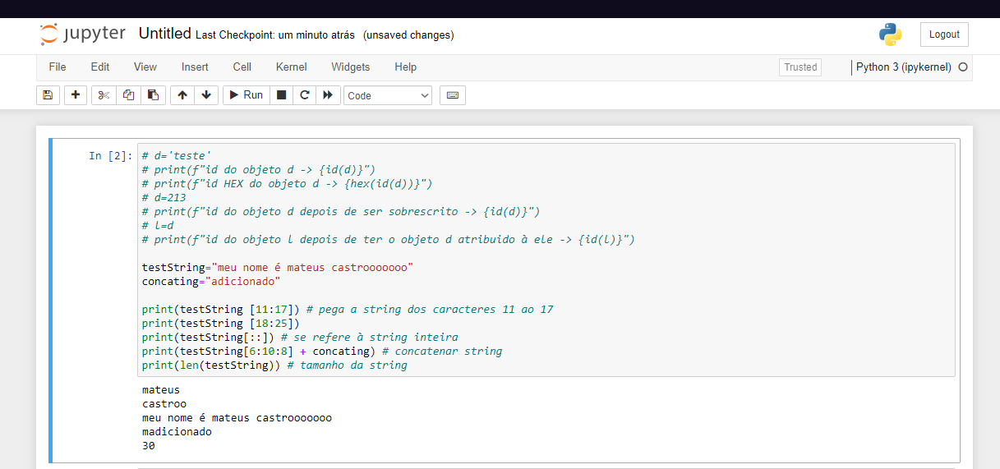 jupyter Untitled Last Checkpoint: um minuto atrás (unsaved changes) Logout
File Edit View Insert Cell Kernel Widgets Help Trusted Python 3 (ipykernel)
Run Code
In [2]: # d='teste'
# print(f"id do objeto d -> {id(d)}")
# print(f"id HEX do objeto d -> {hex(id(d))}")
# d=213
# print(f"id do objeto d depois de ser sobrescrito -> {id(d)}")
# l=d
# print(f"id do objeto l depois de ter o objeto d atribuido à ele -> {id(l)}")
testString="meu nome é mateus castrooooooo"
concating="adicionado"
print(testString [11:17]) # pega a string dos caracteres 11 ao 17
print(testString [18:25])
print(testString[::]) # se refere à string inteira
print(testString[6:10:8] + concating) # concatenar string
print(len(testString)) # tamanho da string
mateus
castroo
meu nome é mateus castrooooooo
madicionado
30